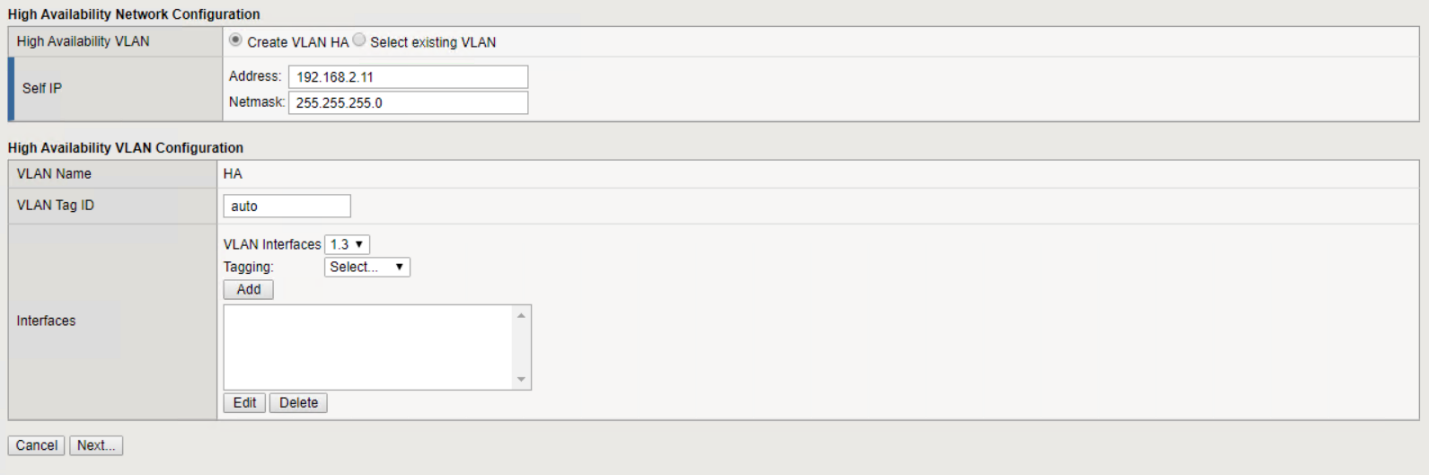 High Availability Network Configuration
High Availability VLAN Create VLAN HA Select existing VLAN
Self IP
Address: 192.168.2.11
Netmask: 255.255.255.0
High Availability VLAN Configuration
VLAN Name HA
VLAN Tag ID auto
Interfaces
VLAN Interfaces 1.3
Tagging: Select...
Add
Edit Delete
Cancel Next...